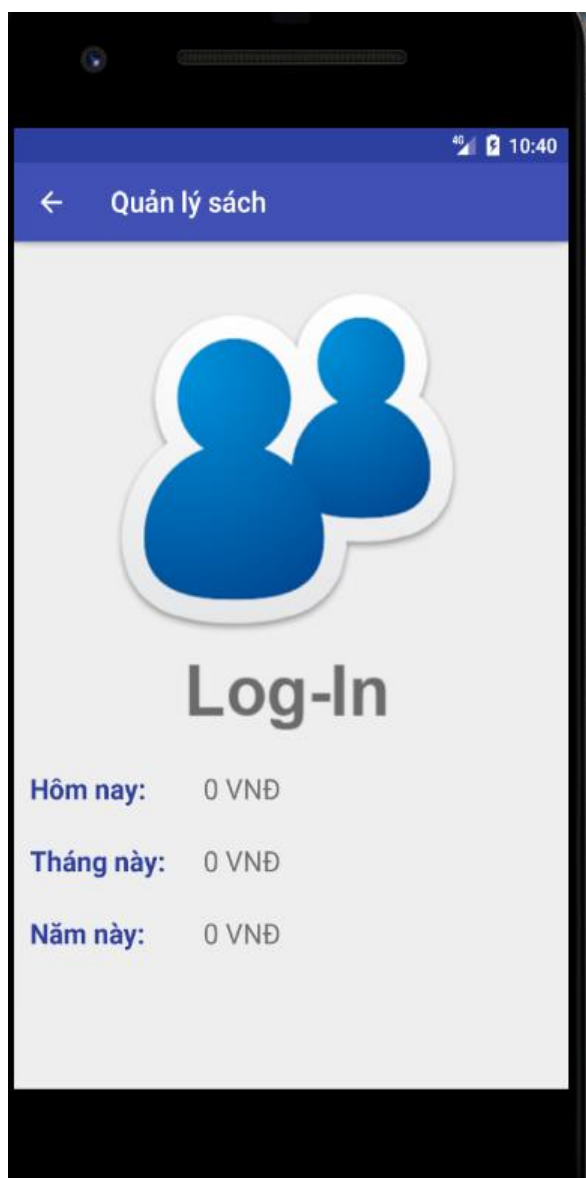 4G 10:40
Quản lý sách
Log-In
Hôm nay: 0 VNĐ
Tháng này: 0 VNĐ
Năm này: 0 VNĐ